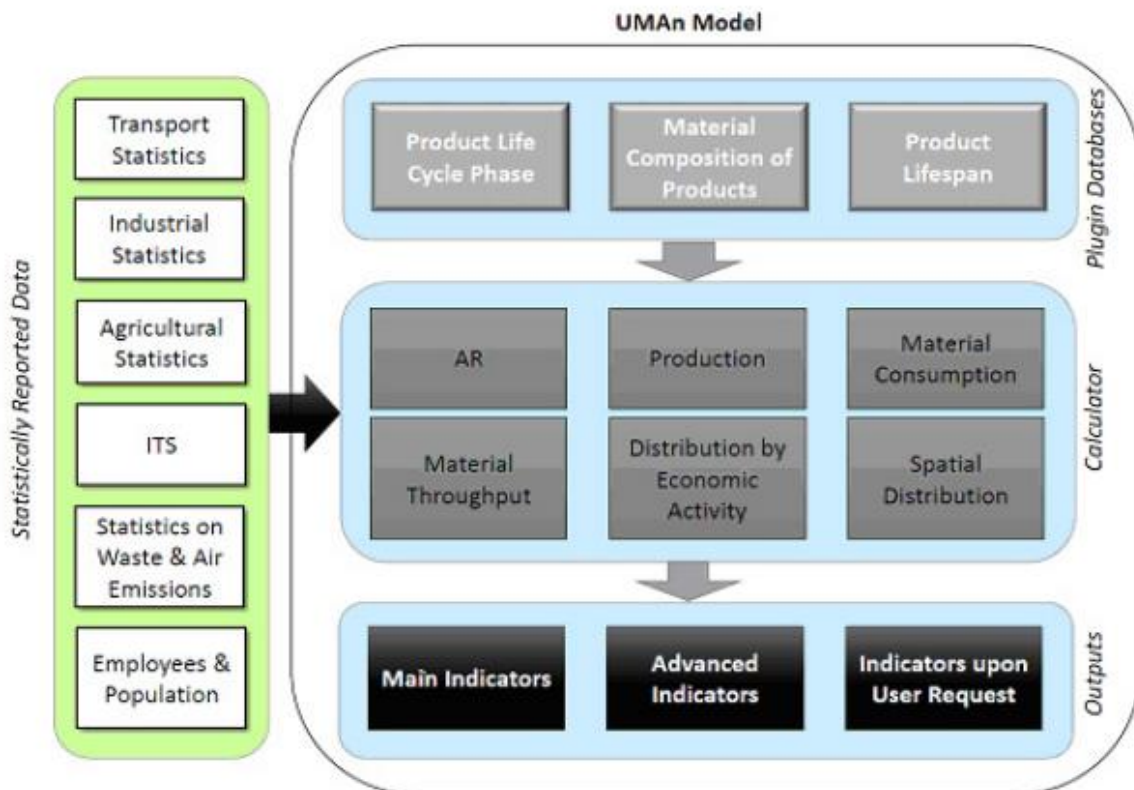 UMAn Model
Statistically Reported Data
Transport
Statistics
Industrial
Statistics
Agricultural
Statistics
ITS
Statistics on
Waste & Air
Emissions
Employees &
Population
Product Life
Cycle Phase
Material
Composition of
Products
Product
Lifespan
Plugin Databases
AR
Production
Material
Consumption
Material
Throughput
Distribution by
Economic
Activity
Spatial
Distribution
Calculator
Main Indicators
Advanced
Indicators
Indicators upon
User Request
Outputs